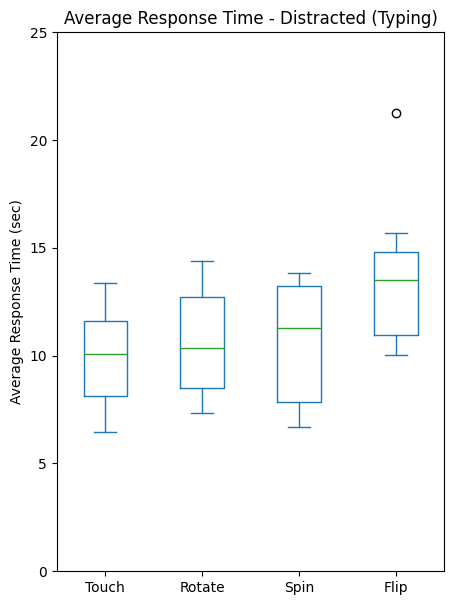 Average Response Time - Distracted (Typing)
25
20
15
10
5
0
Average Response Time (sec)
Touch
Rotate
Spin
Flip